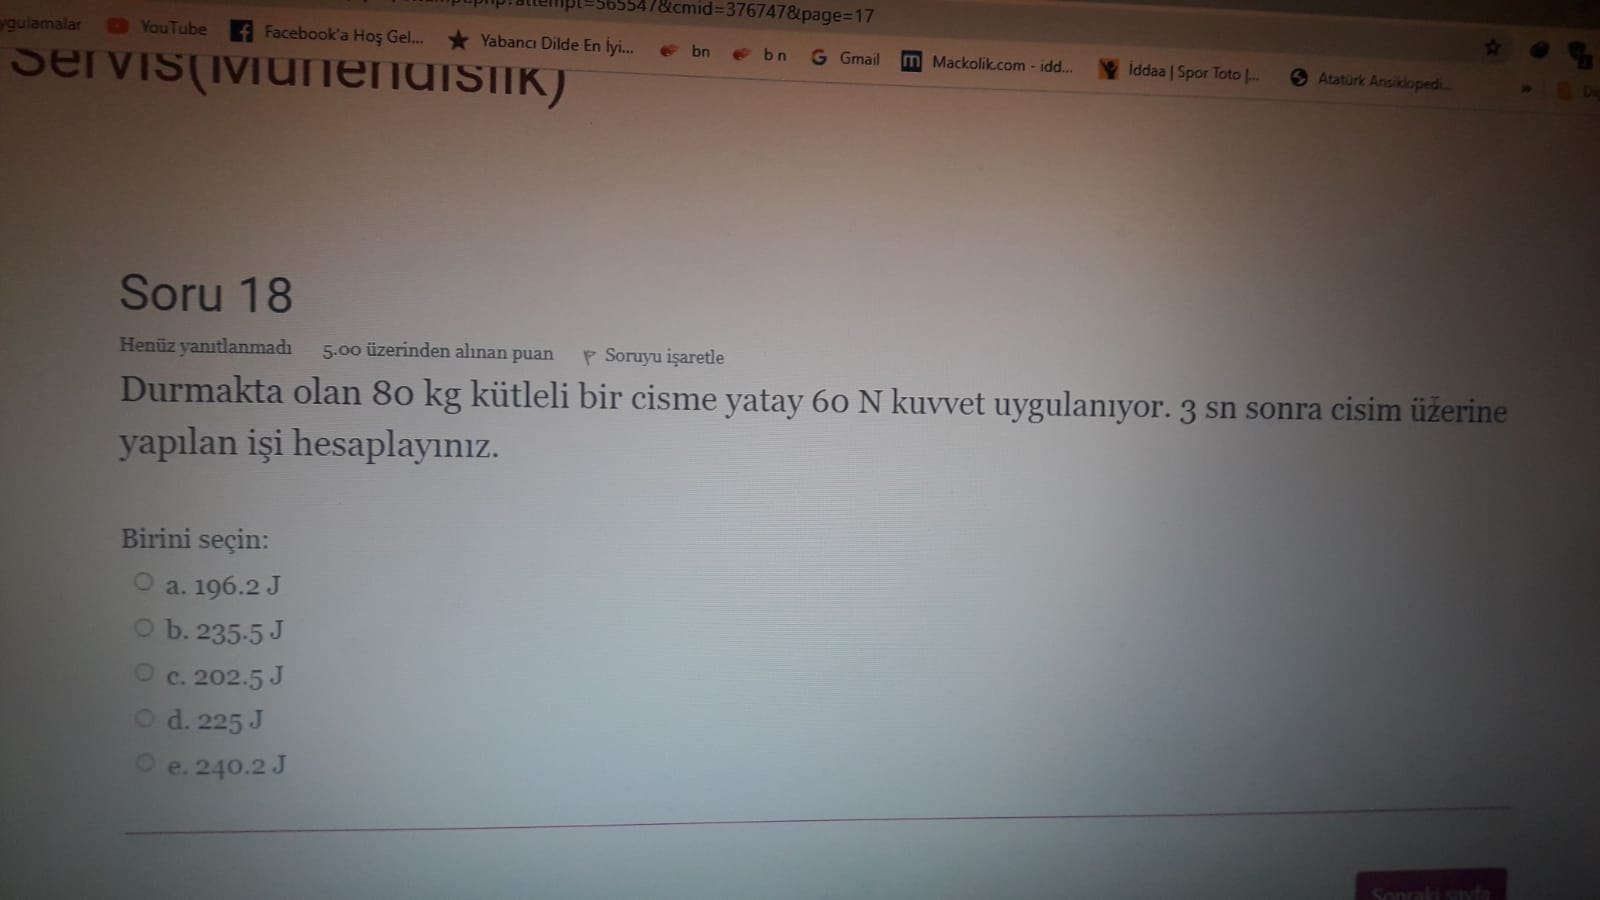 attempt=565547&cmid=376747&page=17
ygulamalar YouTube Facebook'a Hoş Gel... Yabancı Dilde En İyi... bn b n Gmail Mackolik.com - idd... İddaa | Spor Toto |... Atatürk Ansiklopedi... »
Servis(Mühendislik)
Soru 18
Henüz yanıtlanmadı 5.00 üzerinden alınan puan Soruyu işaretle
Durmakta olan 80 kg kütleli bir cisme yatay 60 N kuvvet uygulanıyor. 3 sn sonra cisim üzerine
yapılan işi hesaplayınız.
Birini seçin:
a. 196.2 J
b. 235.5 J
c. 202.5 J
d. 225 J
e. 240.2 J
Sonraki sayfa